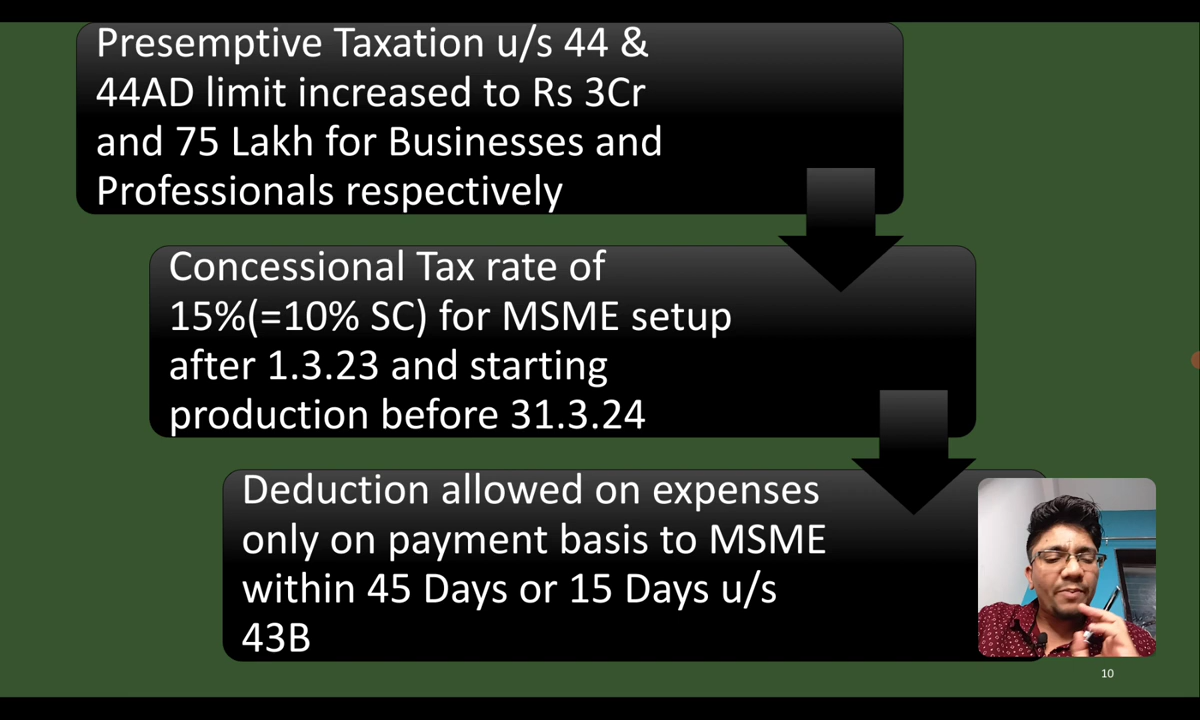 Presemptive Taxation u/s 44 &
44AD limit increased to Rs 3Cr
and 75 Lakh for Businesses and
Professionals respectively
Concessional Tax rate of
15%(=10% SC) for MSME setup
after 1.3.23 and starting
production before 31.3.24
Deduction allowed on expenses
only on payment basis to MSME
within 45 Days or 15 Days u/s
43B
10